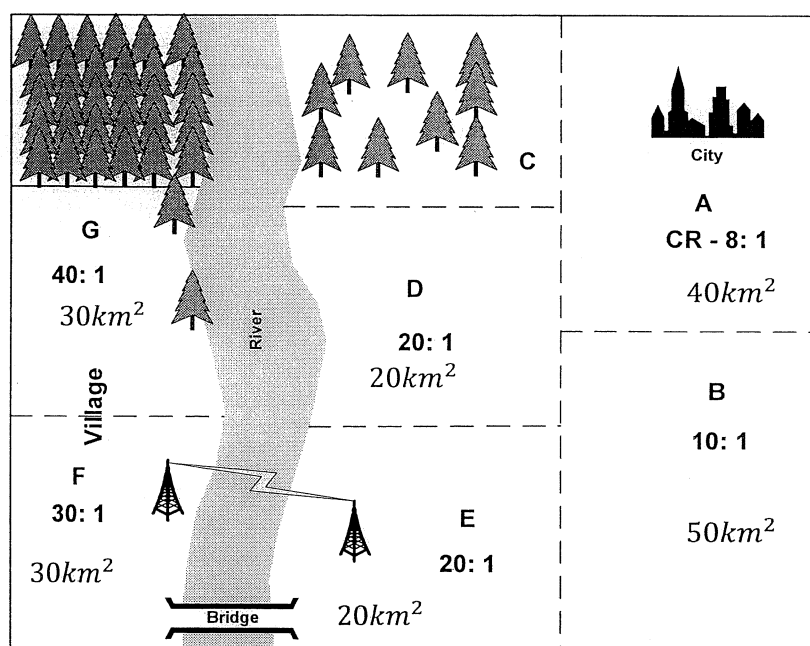 C
City
A
CR - 8: 1
40km²
G
40: 1
30km²
River
D
20: 1
20km²
B
10: 1
50km²
Village
F
30: 1
30km²
E
20: 1
20km²
Bridge